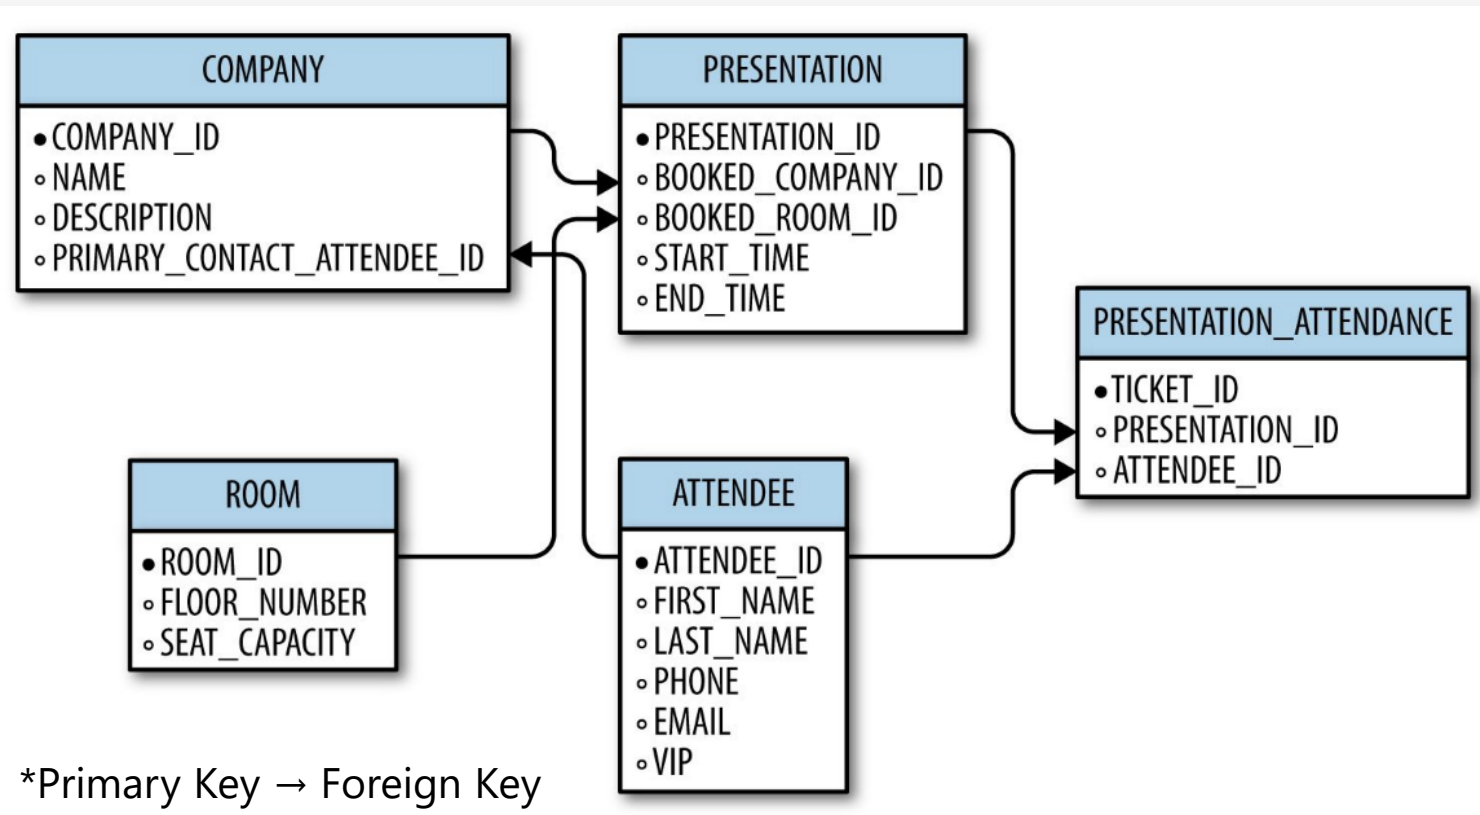 COMPANY
•COMPANY_ID
◦NAME
◦DESCRIPTION
◦PRIMARY_CONTACT_ATTENDEE_ID
PRESENTATION
•PRESENTATION_ID
◦BOOKED_COMPANY_ID
◦BOOKED_ROOM_ID
◦START_TIME
◦END_TIME
PRESENTATION_ATTENDANCE
•TICKET_ID
◦PRESENTATION_ID
◦ATTENDEE_ID
ROOM
•ROOM_ID
◦FLOOR_NUMBER
◦SEAT_CAPACITY
ATTENDEE
•ATTENDEE_ID
◦FIRST_NAME
◦LAST_NAME
◦PHONE
◦EMAIL
◦VIP
*Primary Key → Foreign Key